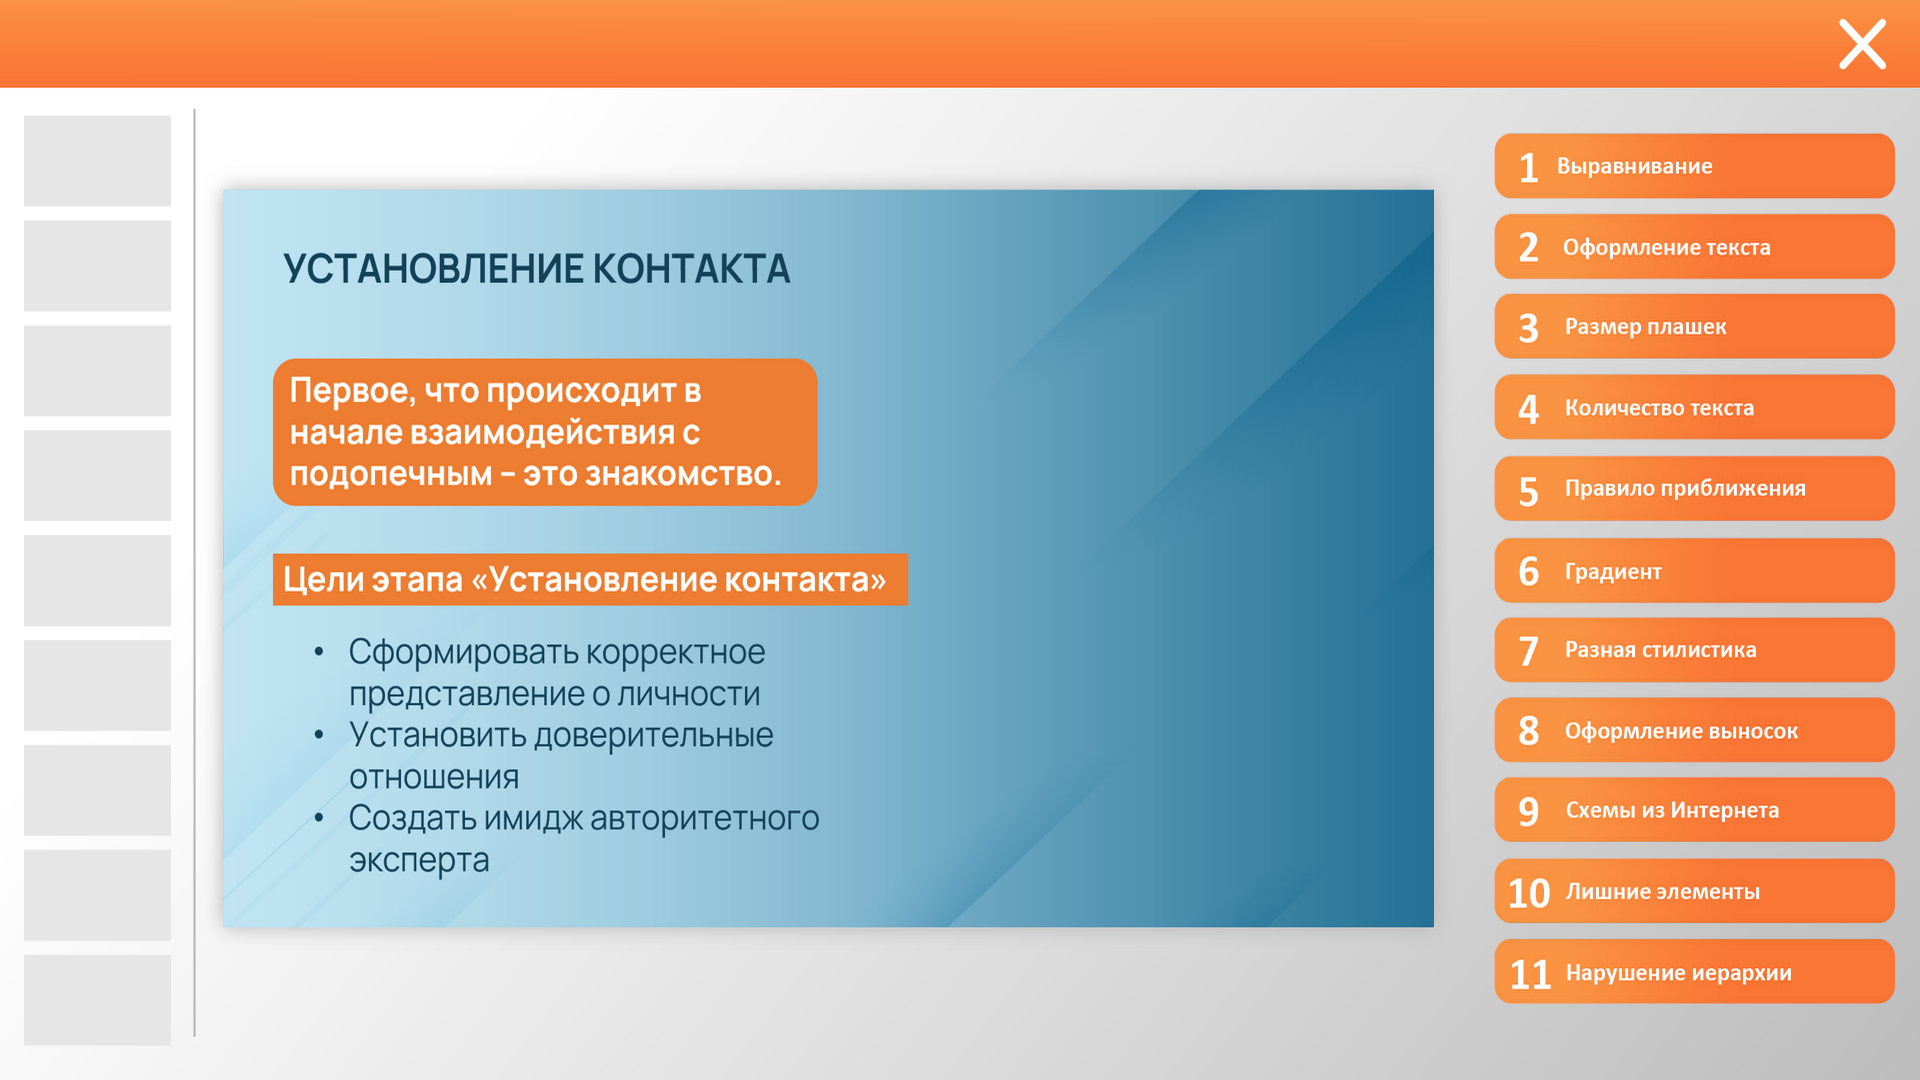 УСТАНОВЛЕНИЕ КОНТАКТА
Первое, что происходит в
начале взаимодействия с
подопечным – это знакомство.
Цели этапа «Установление контакта»
• Сформировать корректное
представление о личности
• Установить доверительные
отношения
• Создать имидж авторитетного
эксперта
1 Выравнивание
2 Оформление текста
3 Размер плашек
4 Количество текста
5 Правило приближения
6 Градиент
7 Разная стилистика
8 Оформление выносок
9 Схемы из Интернета
10 Лишние элементы
11 Нарушение иерархии